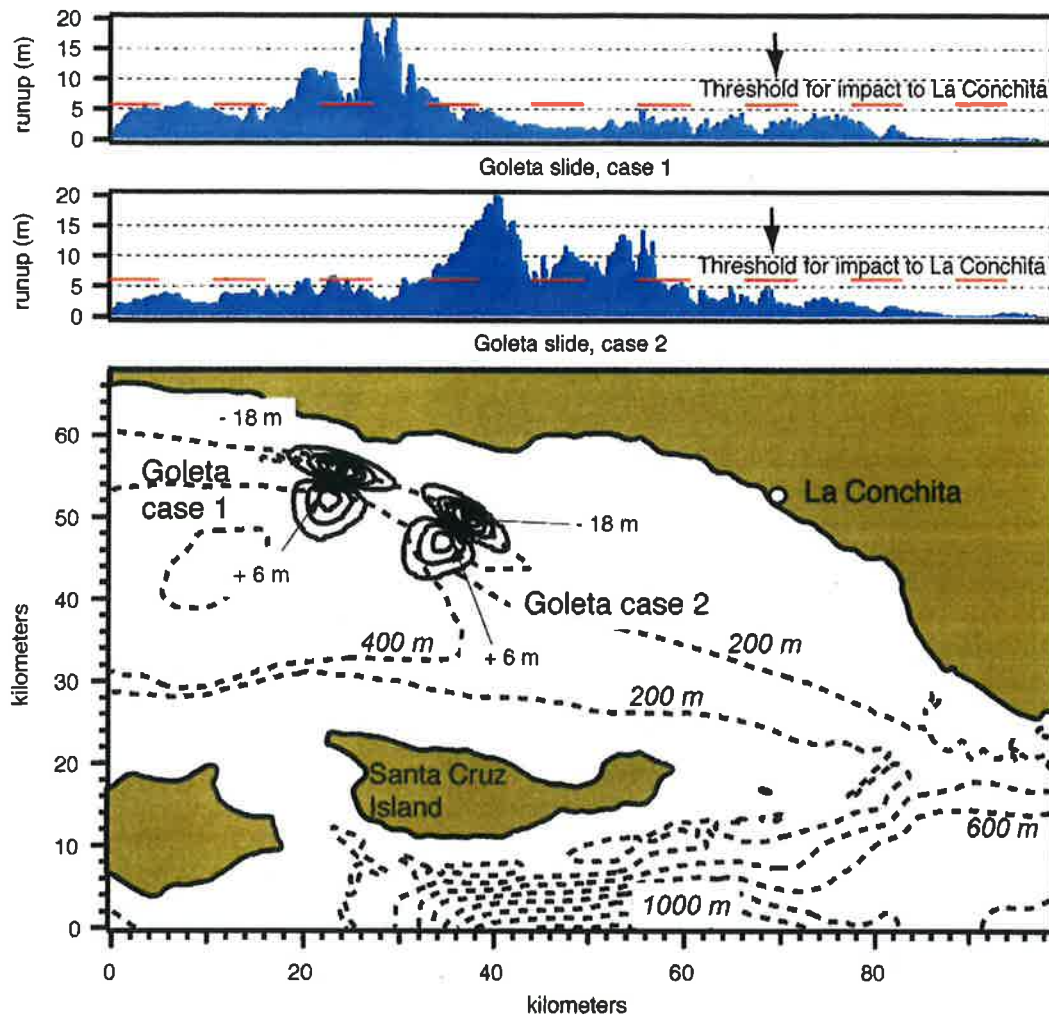 20
15
10
5
0
runup (m)
Threshold for impact to La Conchita
Goleta slide, case 1
20
15
10
5
0
runup (m)
Threshold for impact to La Conchita
Goleta slide, case 2
60
50
40
30
20
10
0
kilometers
- 18 m
Goleta
case 1
+ 6 m
- 18 m
La Conchita
Goleta case 2
+ 6 m
400 m
200 m
200 m
Santa Cruz
Island
600 m
1000 m
0
20
40
60
80
kilometers